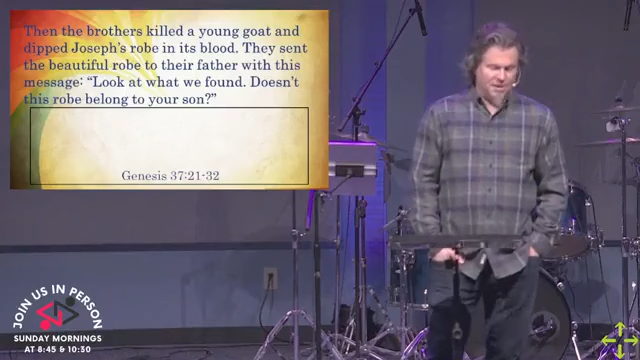 Then the brothers killed a young goat and
dipped Joseph's robe in its blood. They sent
the beautiful robe to their father with this
message: “Look at what we found. Doesn't
this robe belong to your son?”
Genesis 37:21-32
JOIN US IN PERSON
SUNDAY MORNINGS
AT 8:45 & 10:30